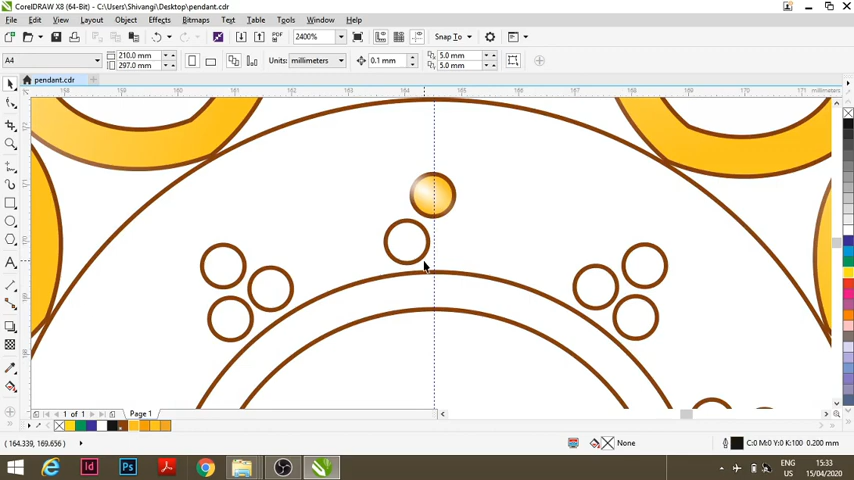 CorelDRAW X8 (64-Bit) - C:\Users\Shivangi\Desktop\pendant.cdr
File Edit View Layout Object Effects Bitmaps Text Table Tools Window Help
PDF 2400% Snap To
A4 210.0 mm 297.0 mm Units: millimeters 0.1 mm 5.0 mm 5.0 mm
pendant.cdr
158 159 160 161 162 163 164 165 166 167 168 169 170 171 millimeters
1 of 1 Page 1
(164.339, 169.656) None C:0 M:0 Y:0 K:100 0.200 mm
Id Ps ENG US 15:33 15/04/2020